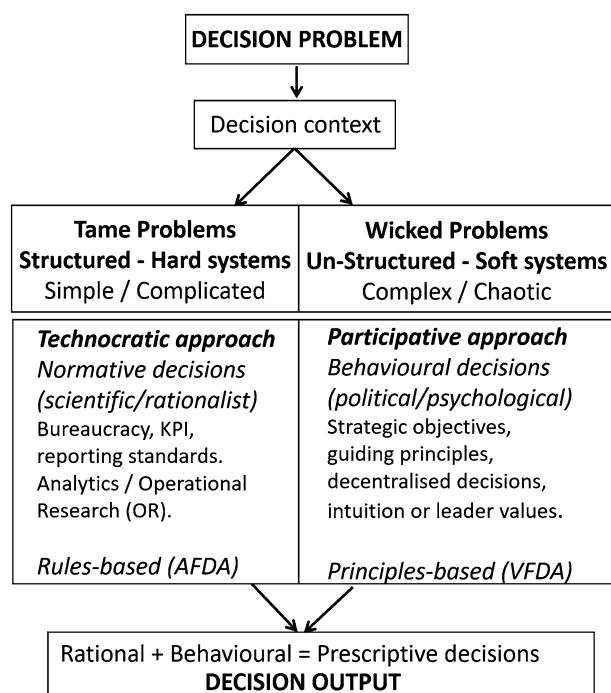 DECISION PROBLEM
Decision context
Tame Problems
Structured - Hard systems
Simple / Complicated
Wicked Problems
Un-Structured - Soft systems
Complex / Chaotic
Technocratic approach
Normative decisions
(scientific/rationalist)
Bureaucracy, KPI,
reporting standards.
Analytics / Operational
Research (OR).
Rules-based (AFDA)
Participative approach
Behavioural decisions
(political/psychological)
Strategic objectives,
guiding principles,
decentralised decisions,
intuition or leader values.
Principles-based (VFDA)
Rational + Behavioural = Prescriptive decisions
DECISION OUTPUT